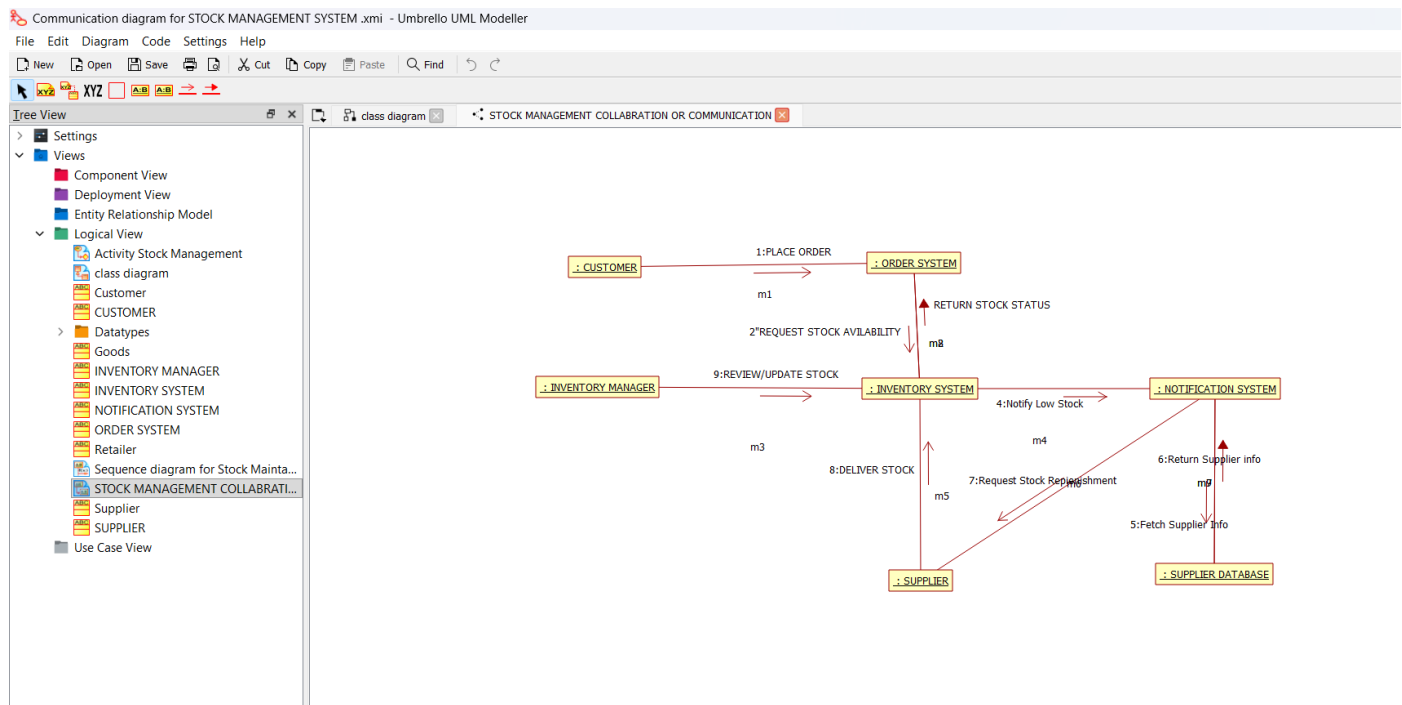 Communication diagram for STOCK MANAGEMENT SYSTEM .xmi - Umbrello UML Modeller
File Edit Diagram Code Settings Help
New Open Save Cut Copy Paste Find
XYZ XYZ A:B A:B
Tree View
class diagram
STOCK MANAGEMENT COLLABRATION OR COMMUNICATION
Settings
Views
Component View
Deployment View
Entity Relationship Model
Logical View
Activity Stock Management
class diagram
Customer
CUSTOMER
Datatypes
Goods
INVENTORY MANAGER
INVENTORY SYSTEM
NOTIFICATION SYSTEM
ORDER SYSTEM
Retailer
Sequence diagram for Stock Mainta...
STOCK MANAGEMENT COLLABRATI...
Supplier
SUPPLIER
Use Case View
1:PLACE ORDER
: CUSTOMER
: ORDER SYSTEM
m1
RETURN STOCK STATUS
2"REQUEST STOCK AVILABILITY
9:REVIEW/UPDATE STOCK
: INVENTORY MANAGER
: INVENTORY SYSTEM
: NOTIFICATION SYSTEM
4:Notify Low Stock
m3
m4
8:DELIVER STOCK
6:Return Supplier info
7:Request Stock Replenishment
m5
5:Fetch Supplier Info
: SUPPLIER
: SUPPLIER DATABASE